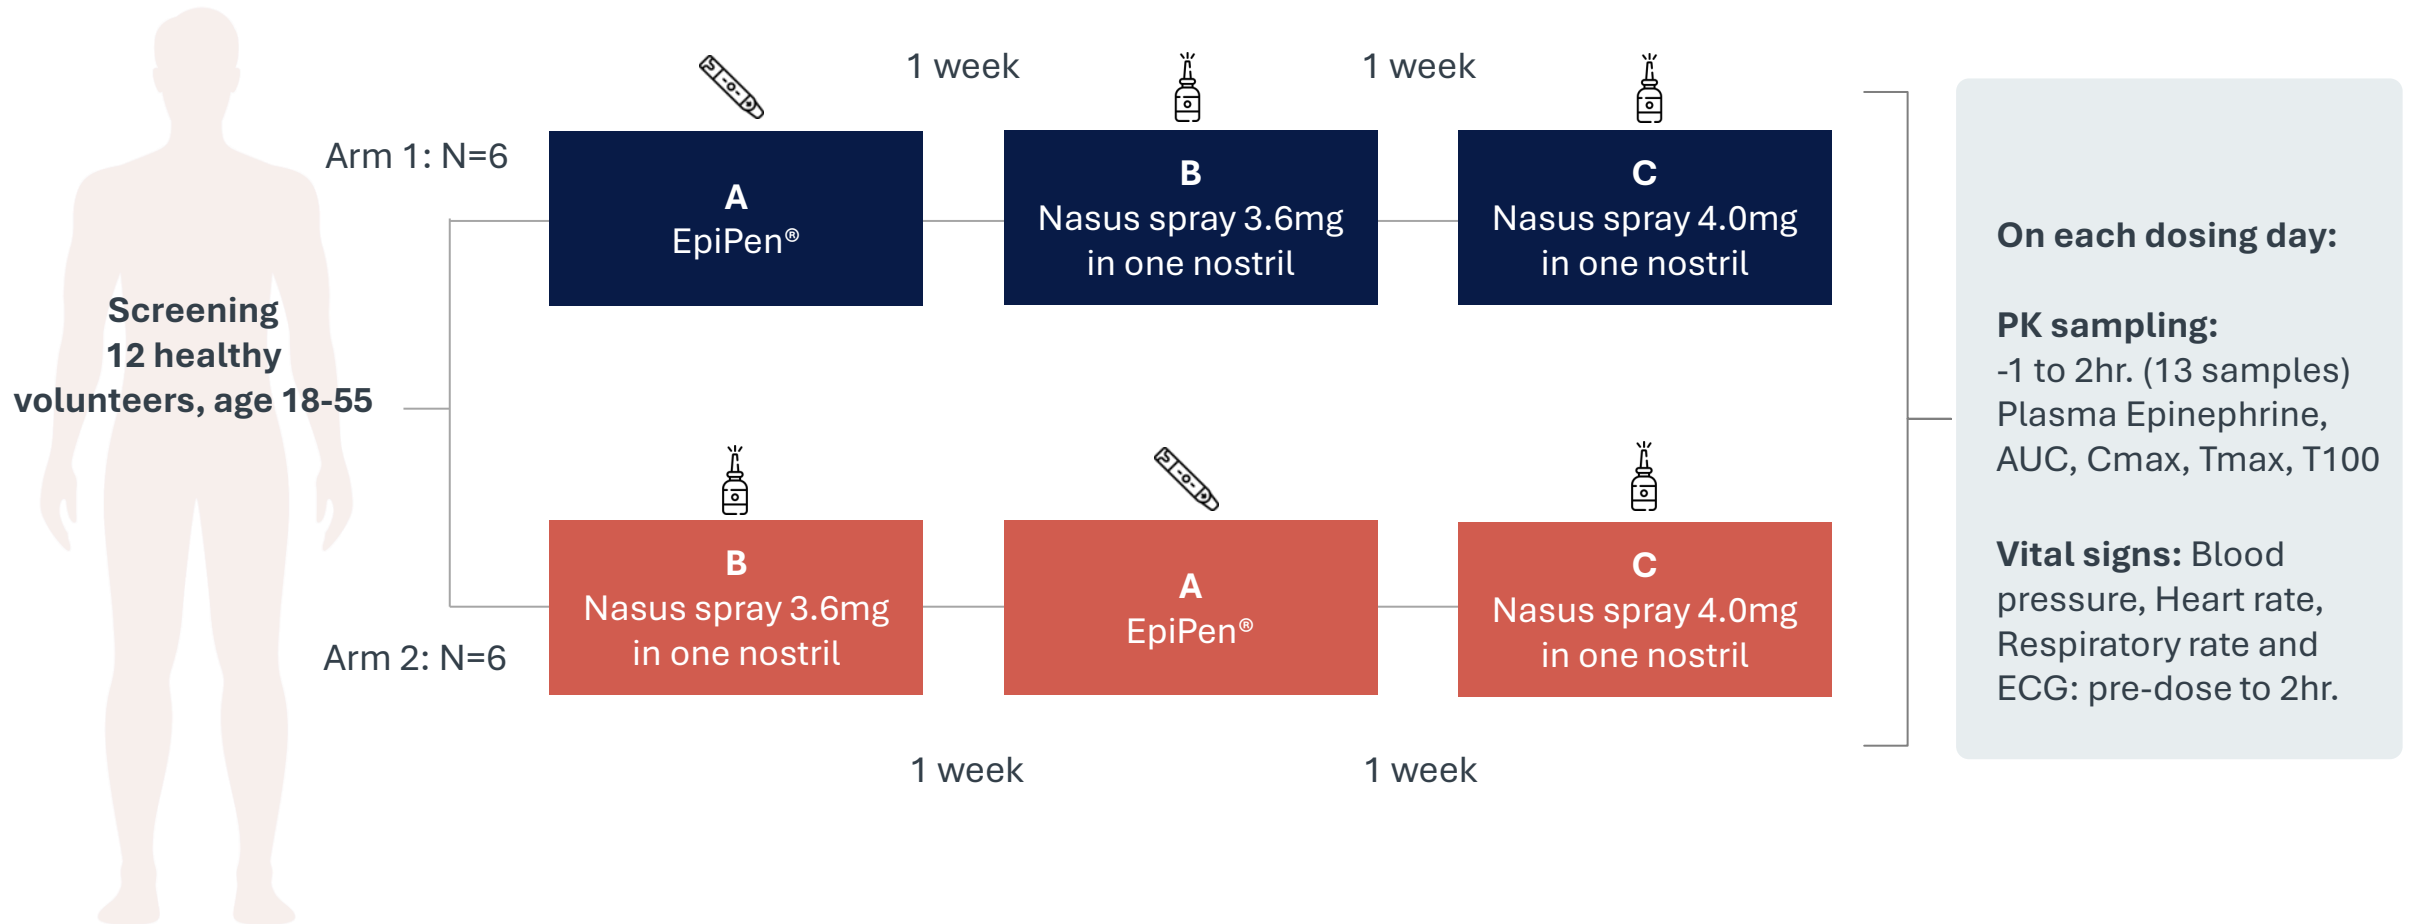 Screening
12 healthy
volunteers, age 18-55
Arm 1: N=6
1 week
1 week
A
EpiPen®
B
Nasus spray 3.6mg
in one nostril
C
Nasus spray 4.0mg
in one nostril
Arm 2: N=6
B
Nasus spray 3.6mg
in one nostril
A
EpiPen®
C
Nasus spray 4.0mg
in one nostril
1 week
1 week
On each dosing day:
PK sampling:
-1 to 2hr. (13 samples)
Plasma Epinephrine,
AUC, Cmax, Tmax, T100
Vital signs: Blood
pressure, Heart rate,
Respiratory rate and
ECG: pre-dose to 2hr.